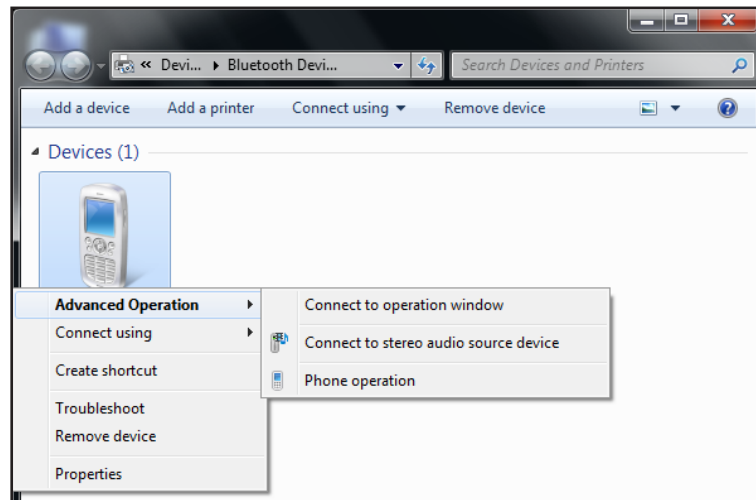 « Devi... Bluetooth Devi...
Search Devices and Printers
Add a device Add a printer Connect using Remove device
Devices (1)
Advanced Operation
Connect using
Create shortcut
Troubleshoot
Remove device
Properties
Connect to operation window
Connect to stereo audio source device
Phone operation